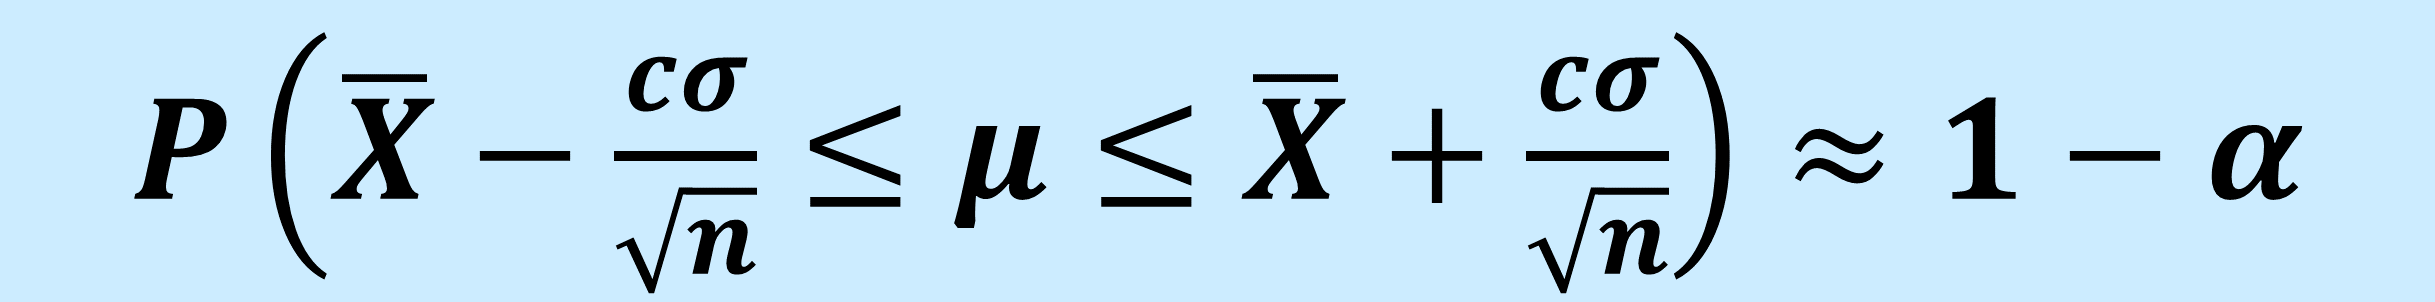 P(X̅ − cσ/√n ≤ μ ≤ X̅ + cσ/√n) ≈ 1 − α